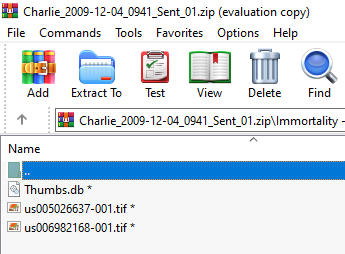 Charlie_2009-12-04_0941_Sent_01.zip (evaluation copy)
File Commands Tools Favorites Options Help
Add Extract To Test View Delete Find
Charlie_2009-12-04_0941_Sent_01.zip\Immortality -
Name
..
Thumbs.db *
us005026637-001.tif *
us006982168-001.tif *